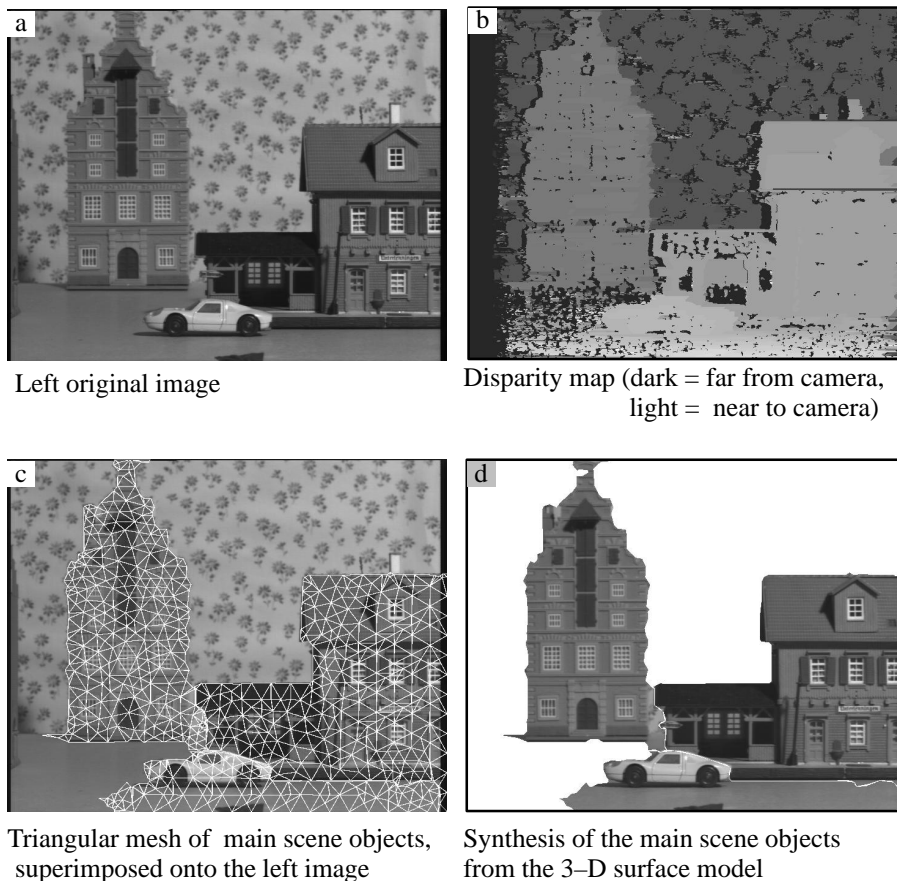 a
b
Left original image
Disparity map (dark = far from camera,
light = near to camera)
c
d
Triangular mesh of main scene objects,
superimposed onto the left image
Synthesis of the main scene objects
from the 3–D surface model